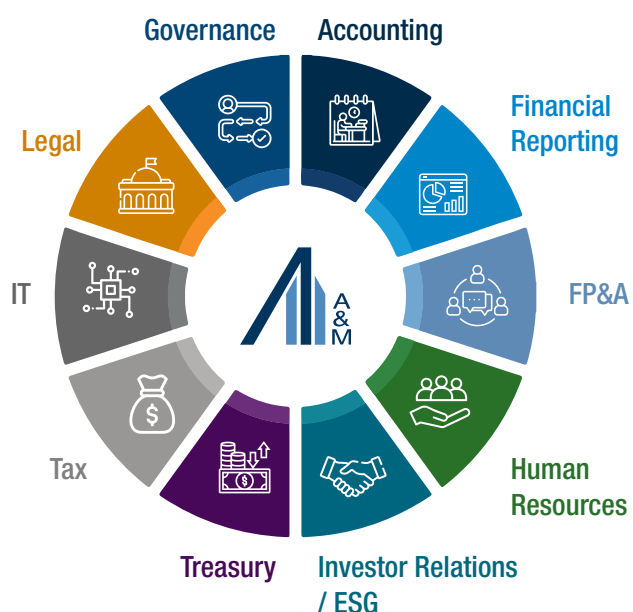 Governance
Accounting
Legal
Financial
Reporting
IT
A&M
FP&A
$
Tax
$
Human
Resources
Treasury
Investor Relations
/ ESG